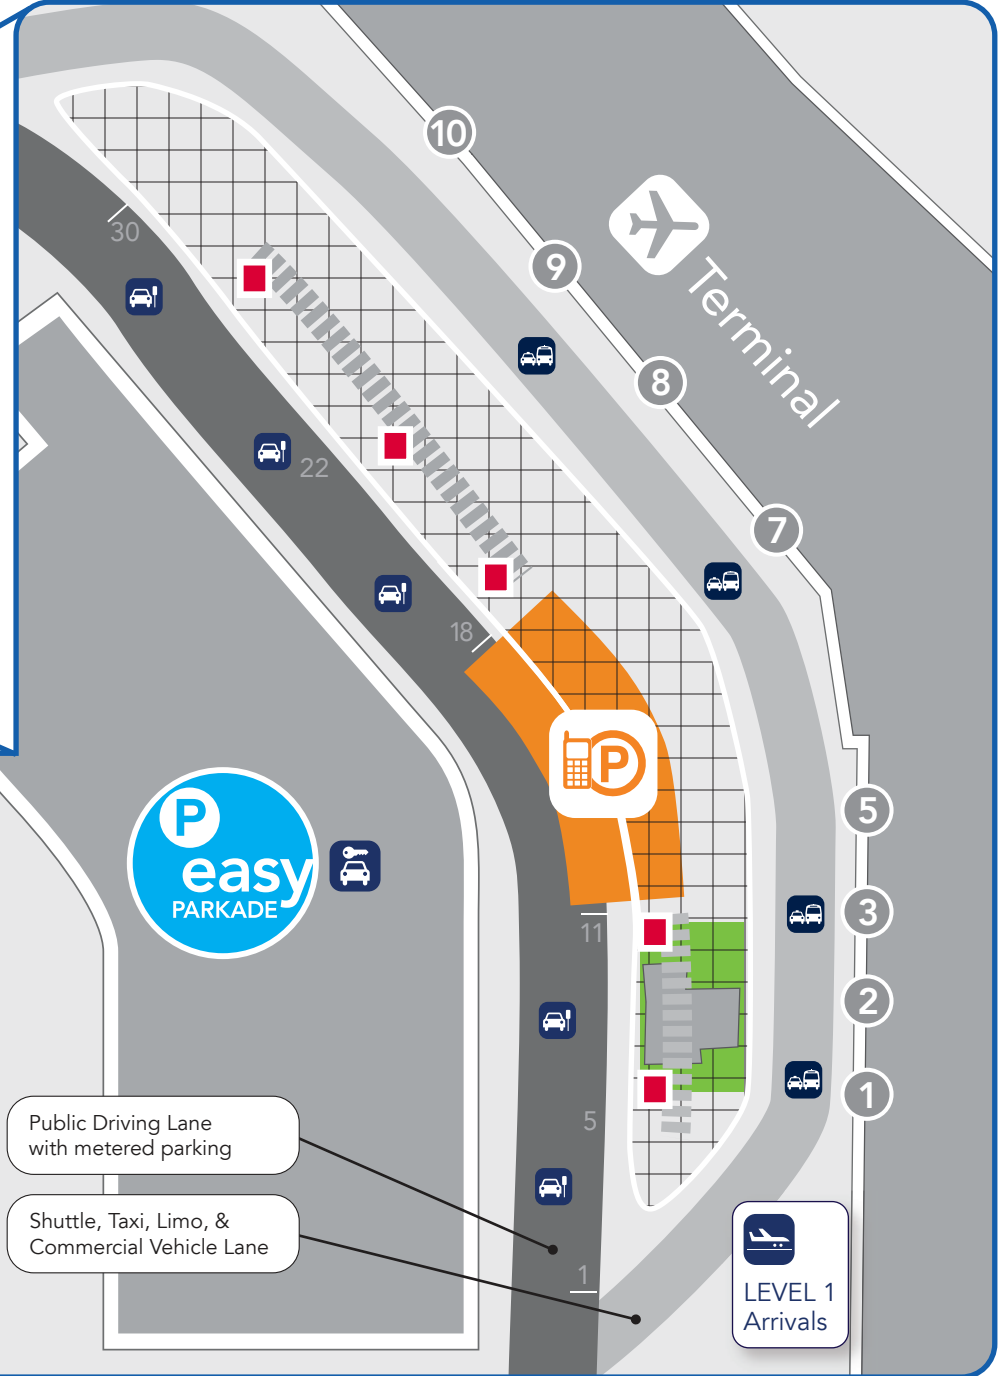 10
30
9
Terminal
8
22
7
18
P
5
P
easy
PARKADE
3
11
2
1
Public Driving Lane
with metered parking
5
Shuttle, Taxi, Limo, &
Commercial Vehicle Lane
1
LEVEL 1
Arrivals